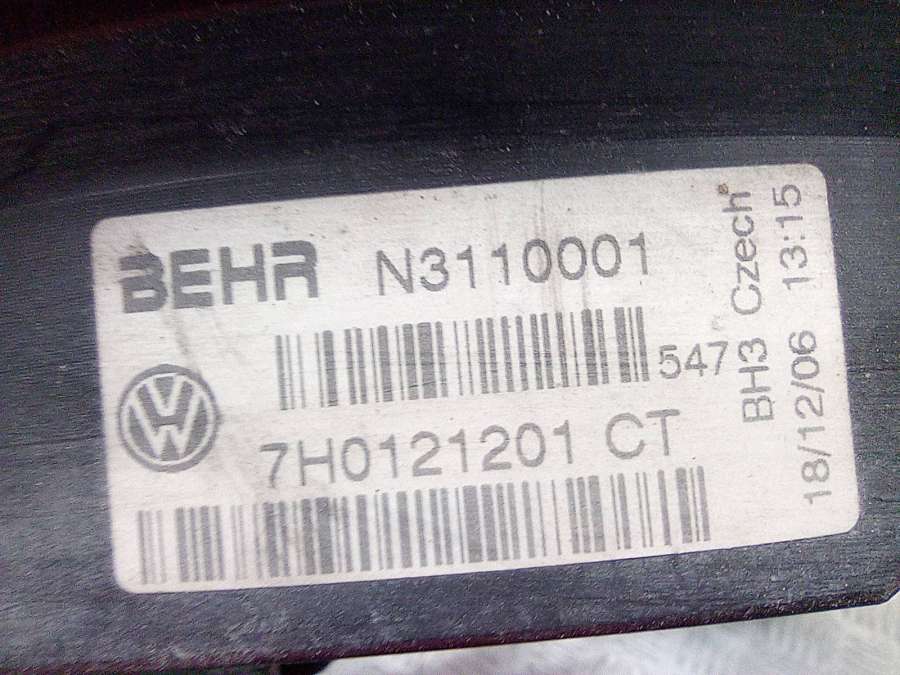 BEHR N3110001
547
7H0121201 CT
BH3 Czech
18/12/06 13:15